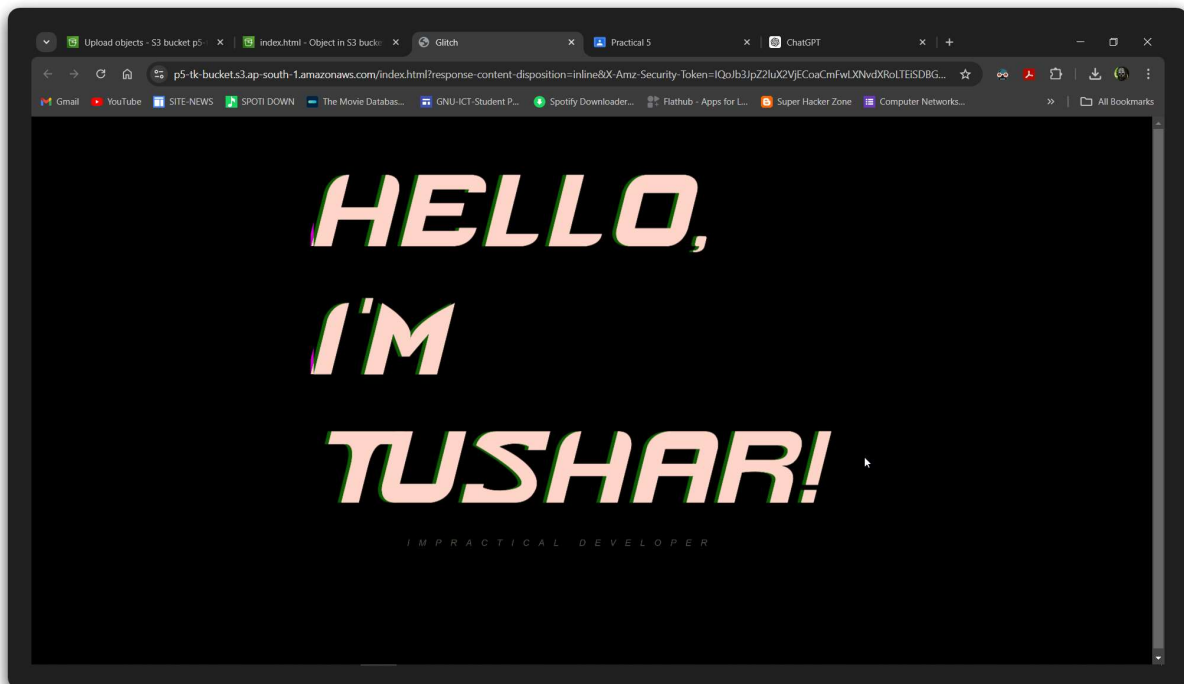 Upload objects - S3 bucket p5-t
index.html - Object in S3 bucke
Glitch
Practical 5
ChatGPT
p5-tk-bucket.s3.ap-south-1.amazonaws.com/index.html?response-content-disposition=inline&X-Amz-Security-Token=IQoJb3JpZ2luX2VjECoaCmFwLXNvdXRoLTEiSDBG...
Gmail YouTube SITE-NEWS SPOTI DOWN The Movie Databas... GNU-ICT-Student P... Spotify Downloader... Flathub - Apps for L... Super Hacker Zone Computer Networks... » All Bookmarks
HELLO,
I'M
TUSHAR!
IMPRACTICAL DEVELOPER